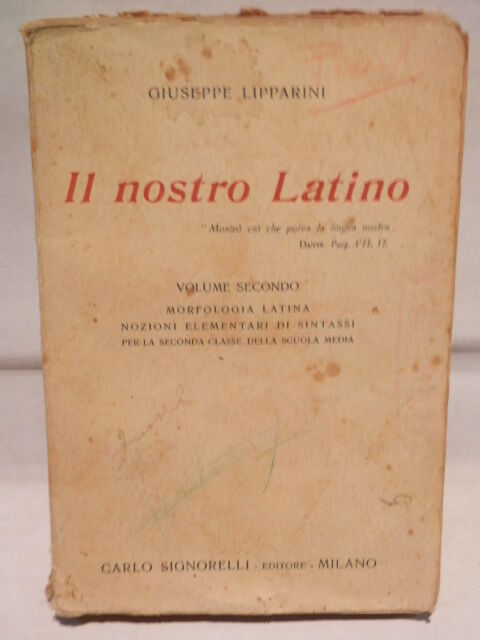 GIUSEPPE LIPPARINI
Il nostro Latino
"Mostrò ciò che potea la lingua nostra„
DANTE. Purg. VII, 17.
VOLUME SECONDO
MORFOLOGIA LATINA
NOZIONI ELEMENTARI DI SINTASSI
PER LA SECONDA CLASSE DELLA SCUOLA MEDIA
CARLO SIGNORELLI - EDITORE - MILANO